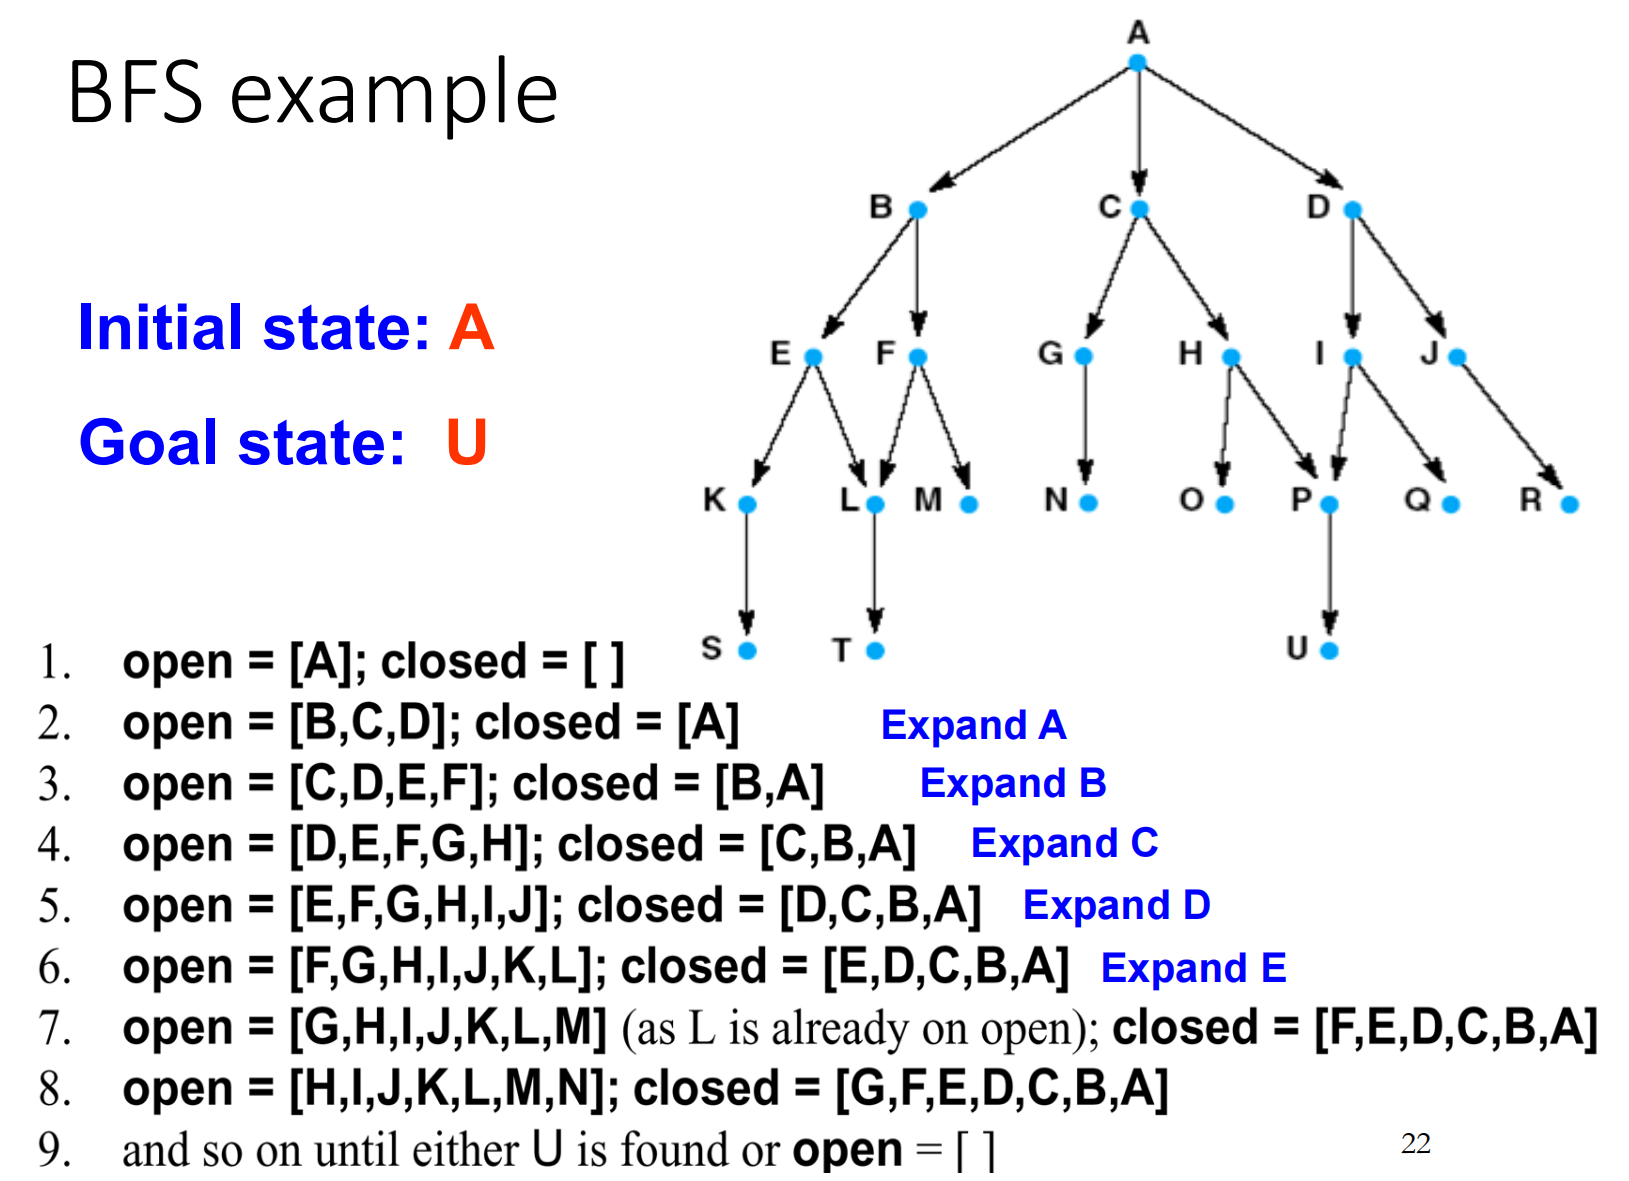 BFS example
Initial state: A
Goal state: U
A
B C D
E F G H I J
K L M N O P Q R
S T U
1. open = [A]; closed = [ ]
2. open = [B,C,D]; closed = [A] Expand A
3. open = [C,D,E,F]; closed = [B,A] Expand B
4. open = [D,E,F,G,H]; closed = [C,B,A] Expand C
5. open = [E,F,G,H,I,J]; closed = [D,C,B,A] Expand D
6. open = [F,G,H,I,J,K,L]; closed = [E,D,C,B,A] Expand E
7. open = [G,H,I,J,K,L,M] (as L is already on open); closed = [F,E,D,C,B,A]
8. open = [H,I,J,K,L,M,N]; closed = [G,F,E,D,C,B,A]
9. and so on until either U is found or open = [ ]
22